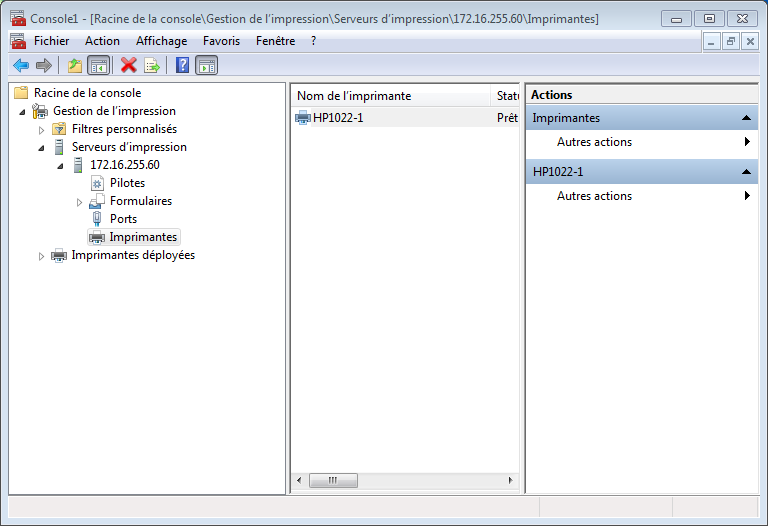 Console1 - [Racine de la console\Gestion de l'impression\Serveurs d'impression\172.16.255.60\Imprimantes]
Fichier Action Affichage Favoris Fenêtre ?
Racine de la console
Gestion de l'impression
Filtres personnalisés
Serveurs d'impression
172.16.255.60
Pilotes
Formulaires
Ports
Imprimantes
Imprimantes déployées
Nom de l'imprimante Statu
HP1022-1 Prêt
Actions
Imprimantes
Autres actions
HP1022-1
Autres actions